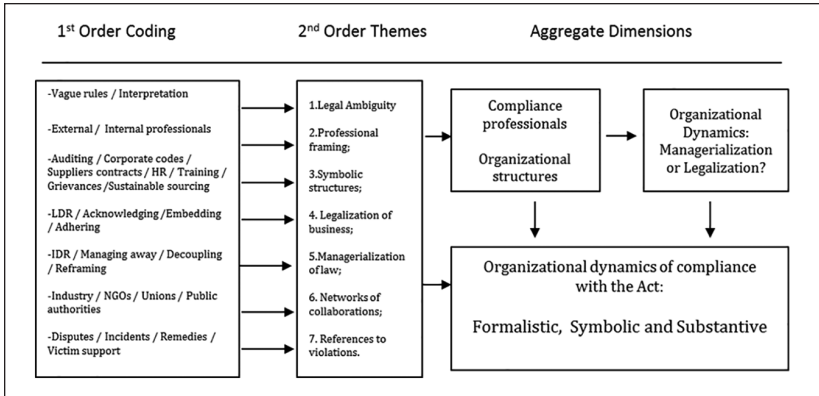 1st Order Coding
2nd Order Themes
Aggregate Dimensions
-Vague rules / Interpretation
-External / Internal professionals
-Auditing / Corporate codes /
Suppliers contracts / HR / Training /
Grievances /Sustainable sourcing
-LDR / Acknowledging /Embedding
/ Adhering
-IDR / Managing away / Decoupling
/ Reframing
-Industry / NGOs / Unions / Public
authorities
-Disputes / Incidents / Remedies /
Victim support
1.Legal Ambiguity
2.Professional
framing;
3.Symbolic
structures;
4. Legalization of
business;
5.Managerialization
of law;
6. Networks of
collaborations;
7. References to
violations.
Compliance
professionals
Organizational
structures
Organizational
Dynamics:
Managerialization
or Legalization?
Organizational dynamics of compliance
with the Act:
Formalistic, Symbolic and Substantive